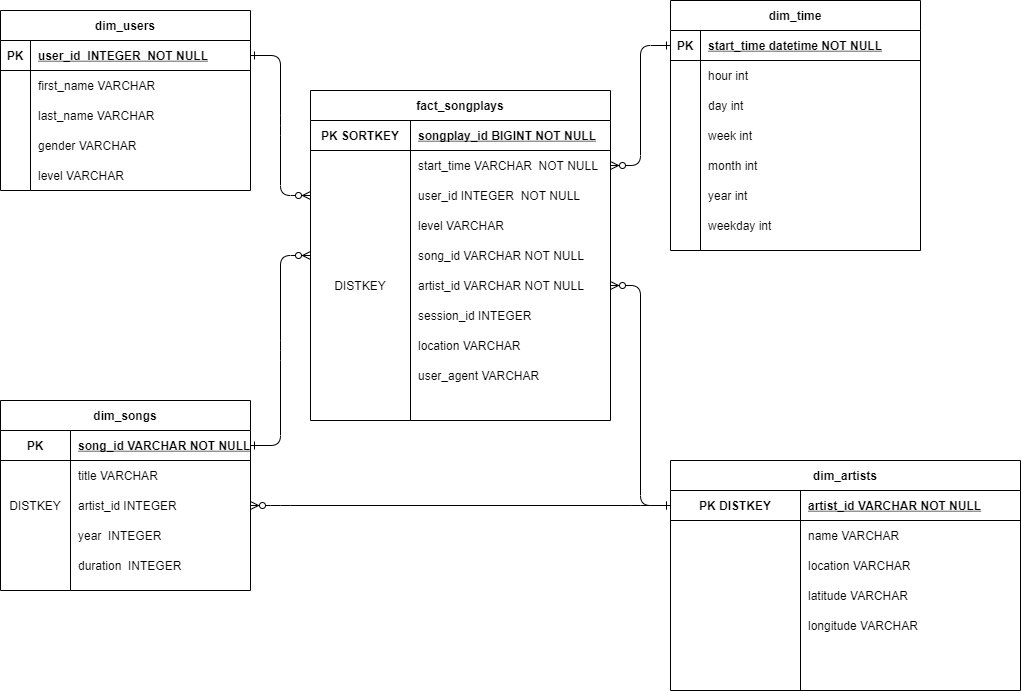 dim_users
PK user_id INTEGER NOT NULL
first_name VARCHAR
last_name VARCHAR
gender VARCHAR
level VARCHAR
dim_time
PK start_time datetime NOT NULL
hour int
day int
week int
month int
year int
weekday int
fact_songplays
PK SORTKEY songplay_id BIGINT NOT NULL
start_time VARCHAR NOT NULL
user_id INTEGER NOT NULL
level VARCHAR
song_id VARCHAR NOT NULL
DISTKEY artist_id VARCHAR NOT NULL
session_id INTEGER
location VARCHAR
user_agent VARCHAR
dim_songs
PK song_id VARCHAR NOT NULL
title VARCHAR
DISTKEY artist_id INTEGER
year INTEGER
duration INTEGER
dim_artists
PK DISTKEY artist_id VARCHAR NOT NULL
name VARCHAR
location VARCHAR
latitude VARCHAR
longitude VARCHAR